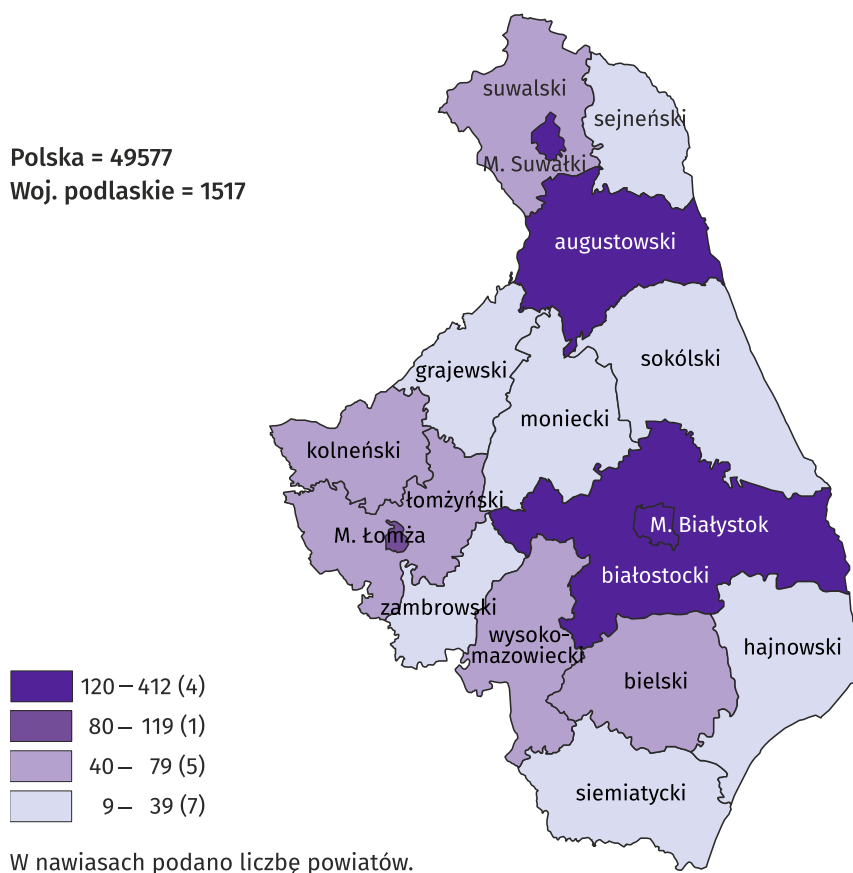 suwalski
sejneński
Polska = 49577
M. Suwałki
Woj. podlaskie = 1517
augustowski
sokólski
grajewski
moniecki
kolneński
łomżyński
M. Łomża
M. Białystok
białostocki
zambrowski
wysoko-
mazowiecki
hajnowski
bielski
siemiatycki
120 – 412 (4)
80 – 119 (1)
40 – 79 (5)
9 – 39 (7)
W nawiasach podano liczbę powiatów.